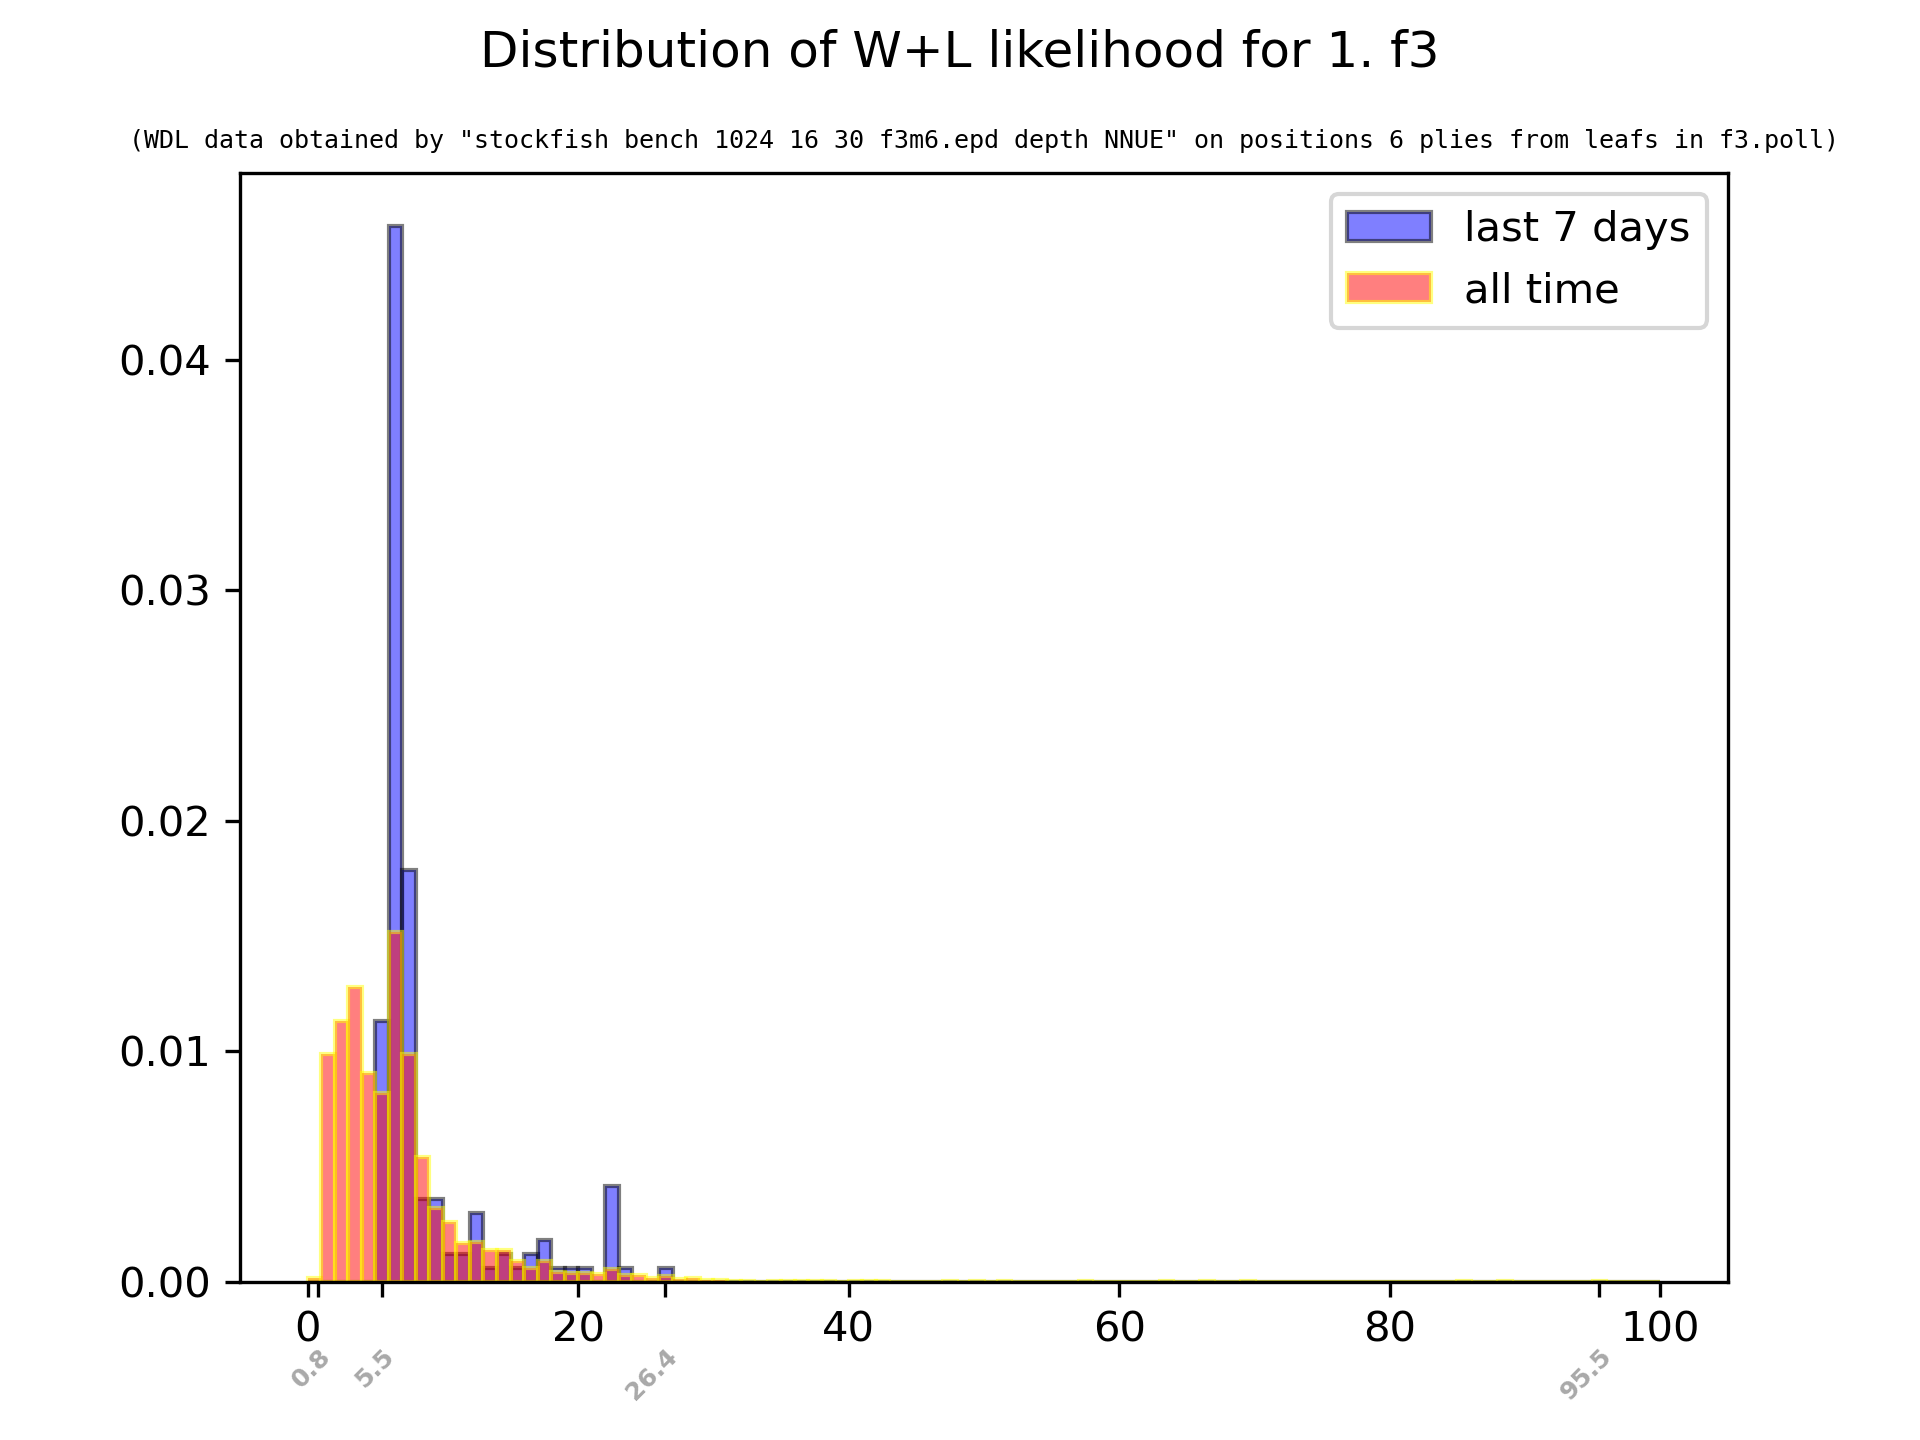 Distribution of W+L likelihood for 1. f3
(WDL data obtained by "stockfish bench 1024 16 30 f3m6.epd depth NNUE" on positions 6 plies from leafs in f3.poll)
last 7 days
all time
0.04
0.03
0.02
0.01
0.00
0 20 40 60 80 100
0.8 5.5 26.4 95.5